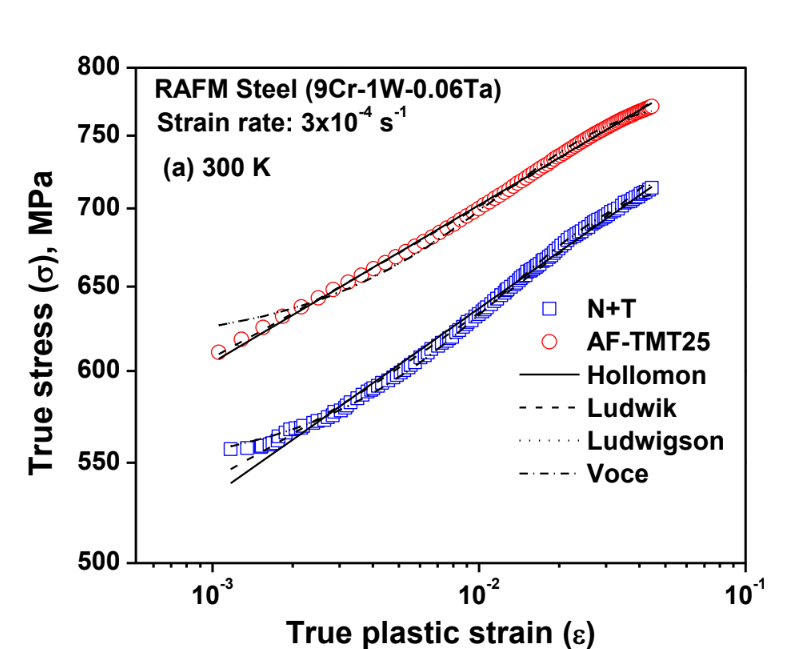 800
750
700
650
600
550
500
True stress (σ), MPa
RAFM Steel (9Cr-1W-0.06Ta)
Strain rate: 3x10⁻⁴ s⁻¹
(a) 300 K
N+T
AF-TMT25
Hollomon
Ludwik
Ludwigson
Voce
10⁻³
10⁻²
10⁻¹
True plastic strain (ε)